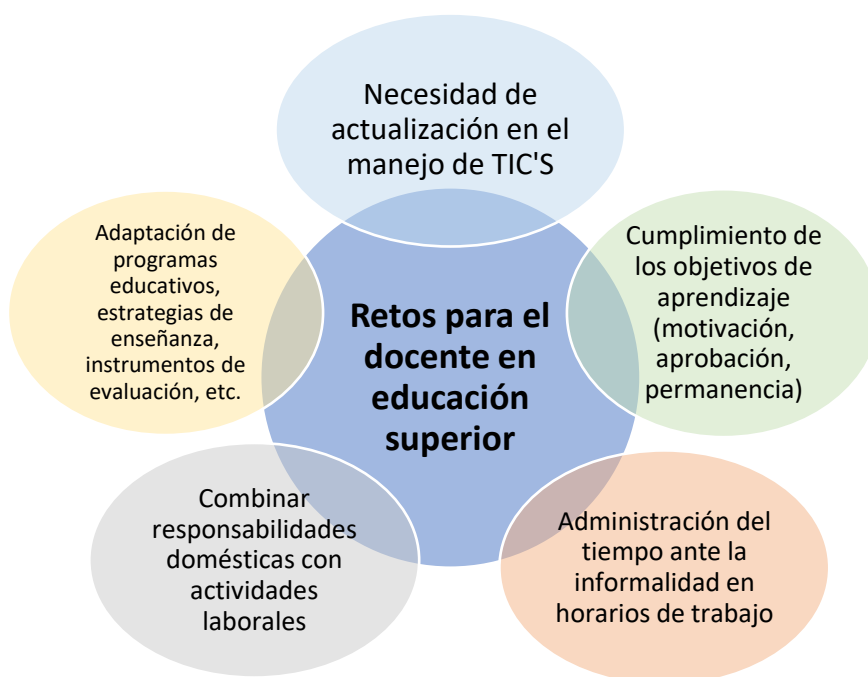 Necesidad de
actualización en el
manejo de TIC'S
Adaptación de
programas
educativos,
estrategias de
enseñanza,
instrumentos de
evaluación, etc.
Retos para el
docente en
educación
superior
Cumplimiento de
los objetivos de
aprendizaje
(motivación,
aprobación,
permanencia)
Combinar
responsabilidades
domésticas con
actividades
laborales
Administración del
tiempo ante la
informalidad en
horarios de trabajo